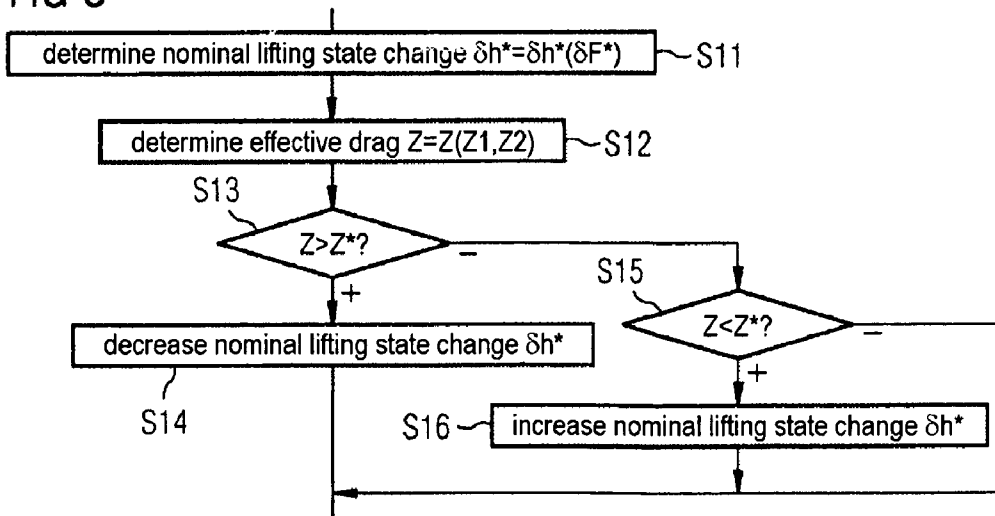 determine nominal lifting state change δh*=δh*(δF*)
S11
determine effective drag Z=Z(Z1,Z2)
S12
S13
Z>Z*?
−
+
S15
Z<Z*?
−
+
decrease nominal lifting state change δh*
S14
S16
increase nominal lifting state change δh*